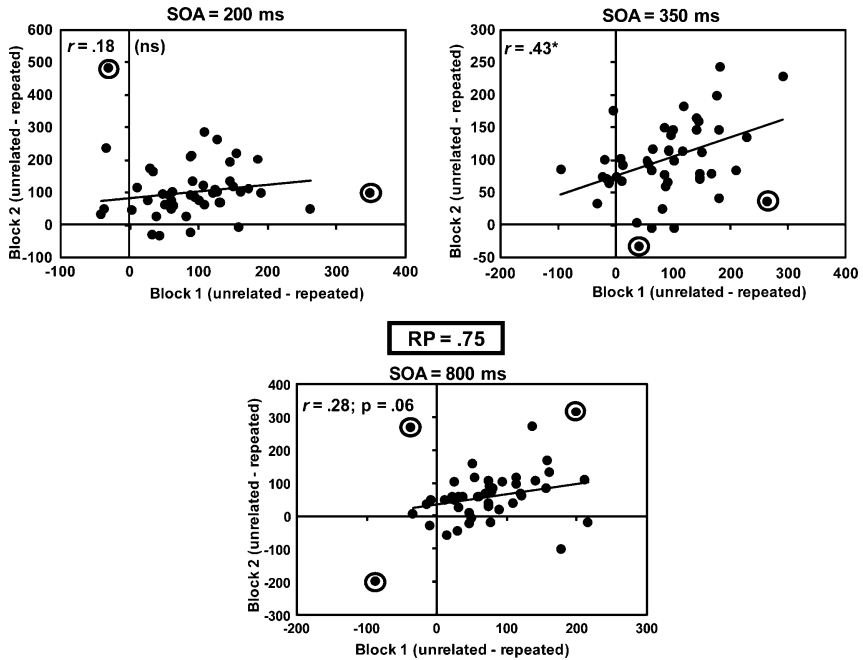 SOA = 200 ms
r = .18 (ns)
600
500
400
300
200
100
0
-100
-100 0 100 200 300 400
Block 2 (unrelated - repeated)
Block 1 (unrelated - repeated)
SOA = 350 ms
r = .43*
300
250
200
150
100
50
0
-50
-200 -100 0 100 200 300 400
Block 2 (unrelated - repeated)
Block 1 (unrelated - repeated)
RP = .75
SOA = 800 ms
r = .28; p = .06
400
300
200
100
0
-100
-200
-300
-200 -100 0 100 200 300
Block 2 (unrelated - repeated)
Block 1 (unrelated - repeated)